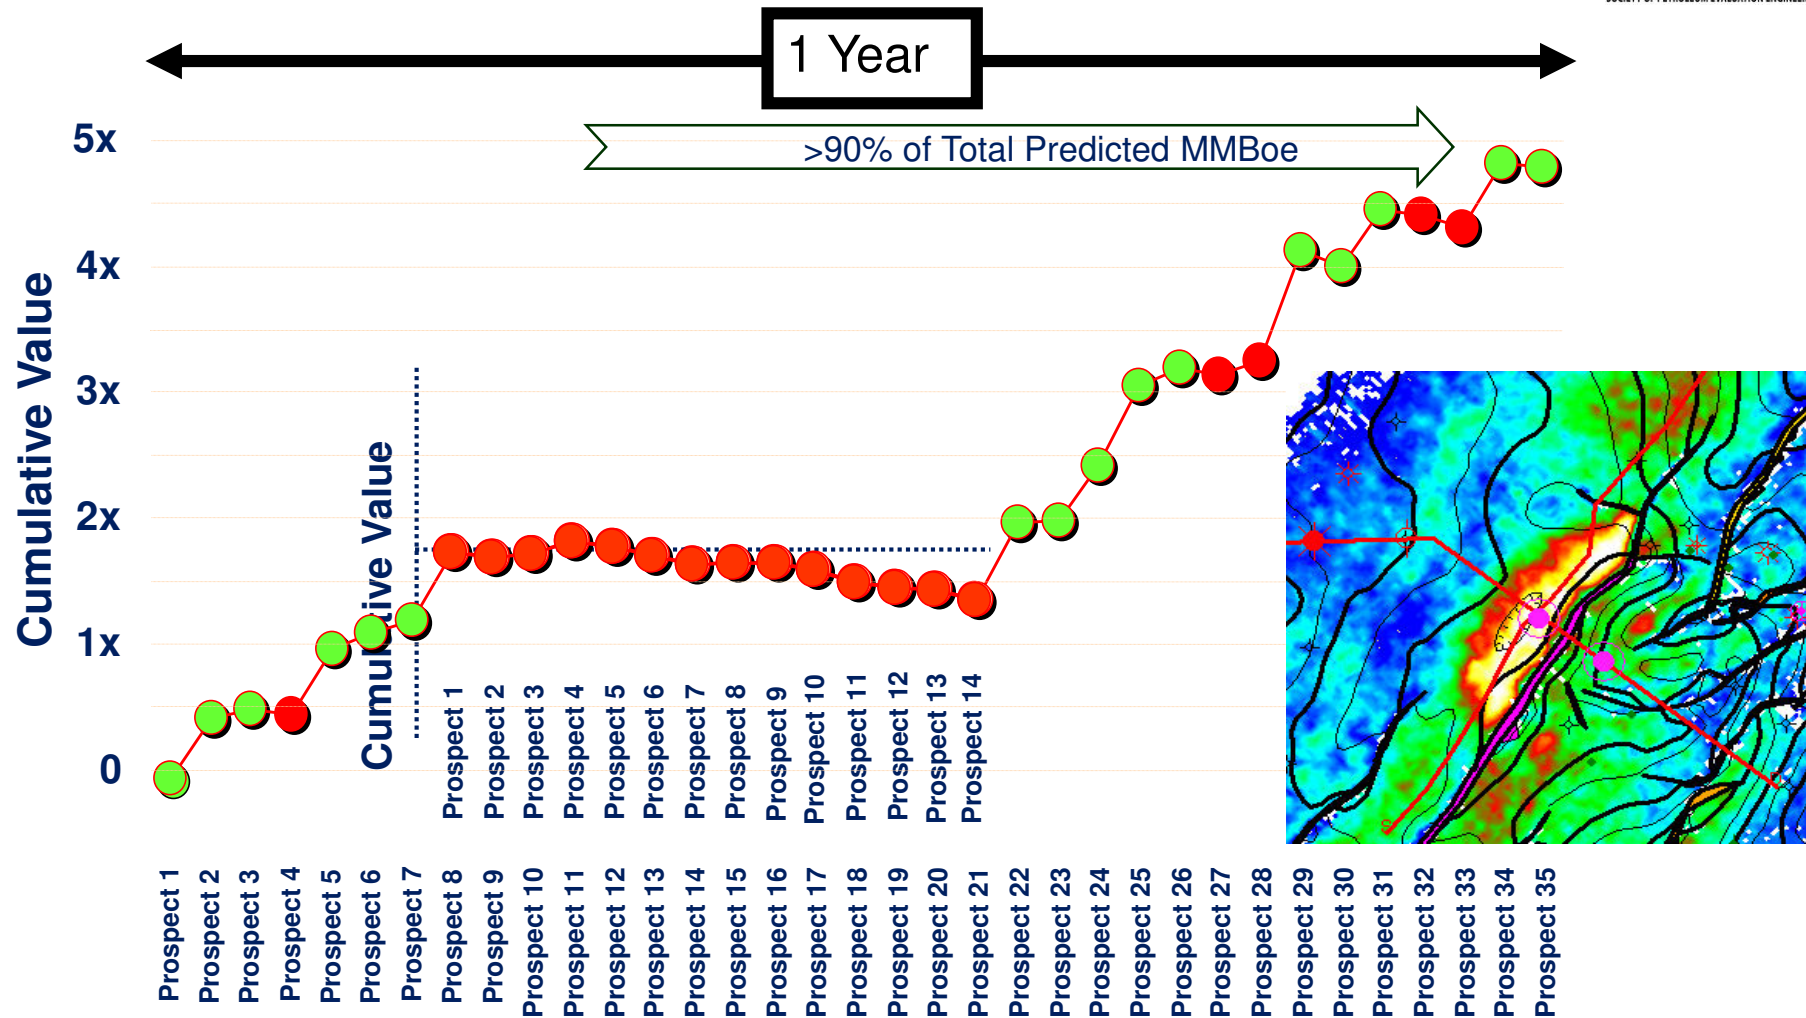 SOCIETY OF PETROLEUM EVALUATION ENGINEERS
1 Year
>90% of Total Predicted MMBoe
Cumulative Value
5x
4x
3x
2x
1x
0
Cumulative Value
Prospect 1
Prospect 2
Prospect 3
Prospect 4
Prospect 5
Prospect 6
Prospect 7
Prospect 8
Prospect 9
Prospect 10
Prospect 11
Prospect 12
Prospect 13
Prospect 14
Prospect 1
Prospect 2
Prospect 3
Prospect 4
Prospect 5
Prospect 6
Prospect 7
Prospect 8
Prospect 9
Prospect 10
Prospect 11
Prospect 12
Prospect 13
Prospect 14
Prospect 15
Prospect 16
Prospect 17
Prospect 18
Prospect 19
Prospect 20
Prospect 21
Prospect 22
Prospect 23
Prospect 24
Prospect 25
Prospect 26
Prospect 27
Prospect 28
Prospect 29
Prospect 30
Prospect 31
Prospect 32
Prospect 33
Prospect 34
Prospect 35